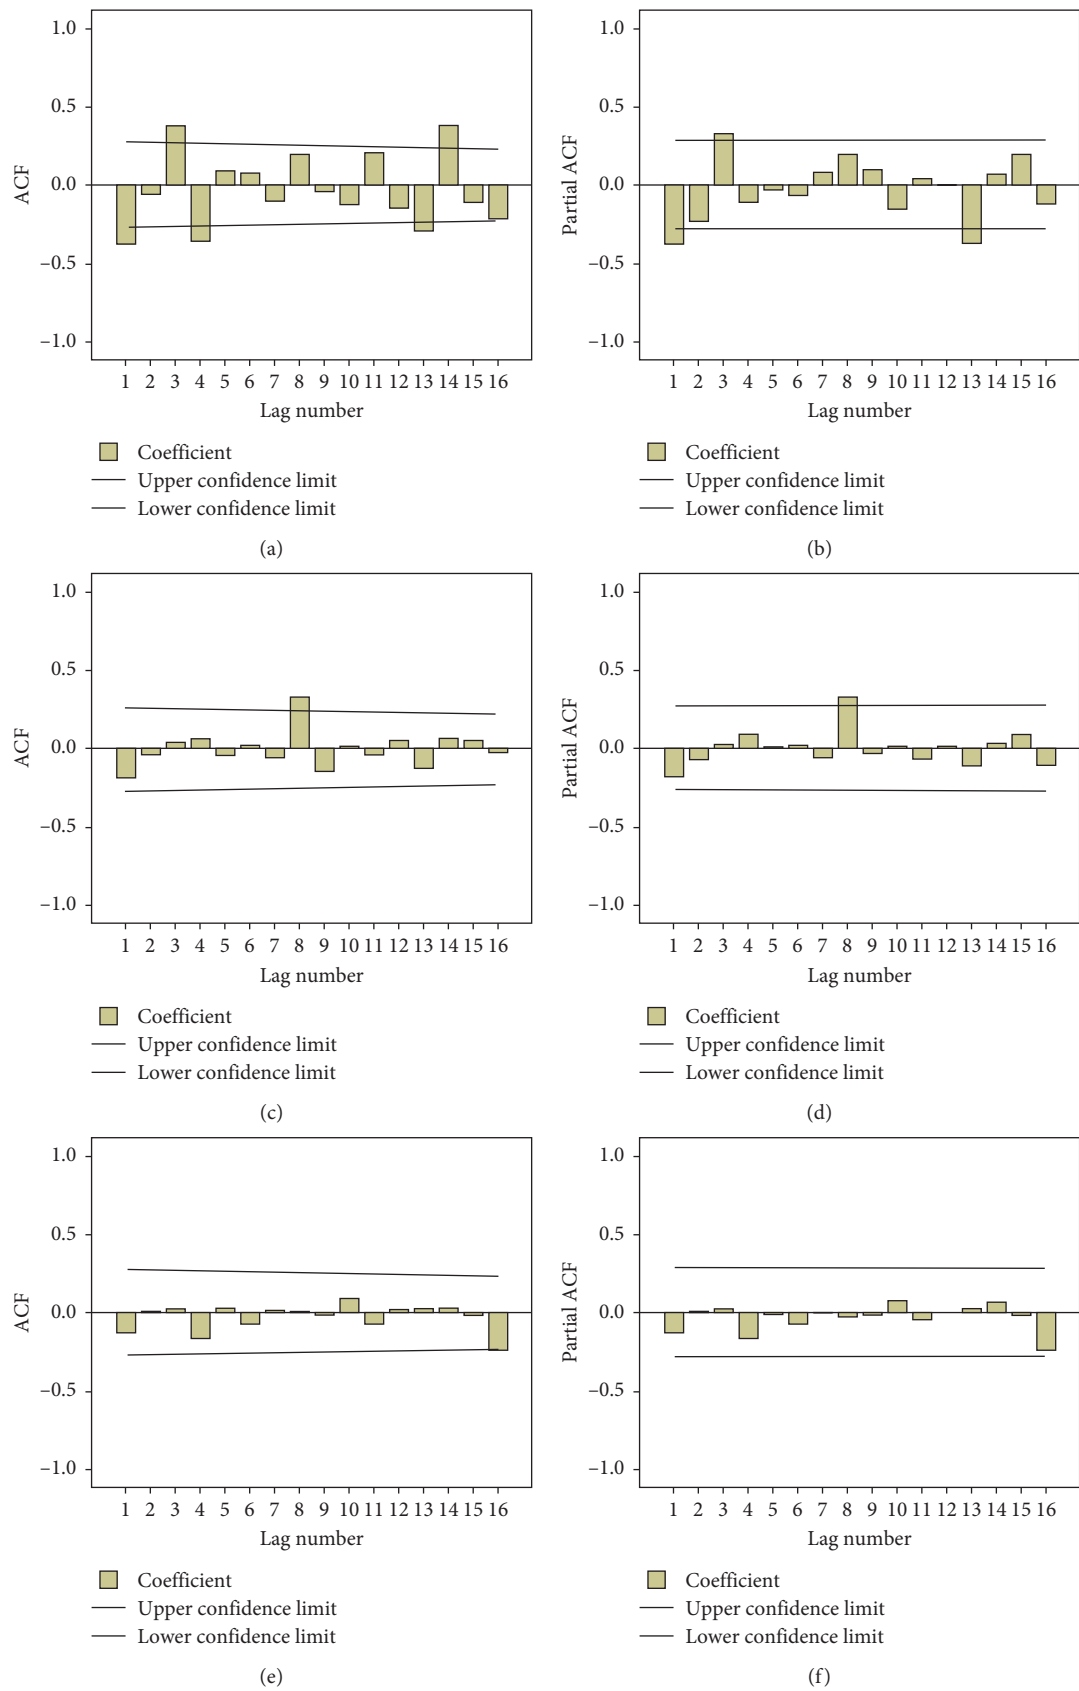 1.0
0.5
0.0
−0.5
−1.0
ACF
1 2 3 4 5 6 7 8 9 10 11 12 13 14 15 16
Lag number
Coefficient
Upper confidence limit
Lower confidence limit
(a)
1.0
0.5
0.0
−0.5
−1.0
Partial ACF
1 2 3 4 5 6 7 8 9 10 11 12 13 14 15 16
Lag number
Coefficient
Upper confidence limit
Lower confidence limit
(b)
1.0
0.5
0.0
−0.5
−1.0
ACF
1 2 3 4 5 6 7 8 9 10 11 12 13 14 15 16
Lag number
Coefficient
Upper confidence limit
Lower confidence limit
(c)
1.0
0.5
0.0
−0.5
−1.0
Partial ACF
1 2 3 4 5 6 7 8 9 10 11 12 13 14 15 16
Lag number
Coefficient
Upper confidence limit
Lower confidence limit
(d)
1.0
0.5
0.0
−0.5
−1.0
ACF
1 2 3 4 5 6 7 8 9 10 11 12 13 14 15 16
Lag number
Coefficient
Upper confidence limit
Lower confidence limit
(e)
1.0
0.5
0.0
−0.5
−1.0
Partial ACF
1 2 3 4 5 6 7 8 9 10 11 12 13 14 15 16
Lag number
Coefficient
Upper confidence limit
Lower confidence limit
(f)